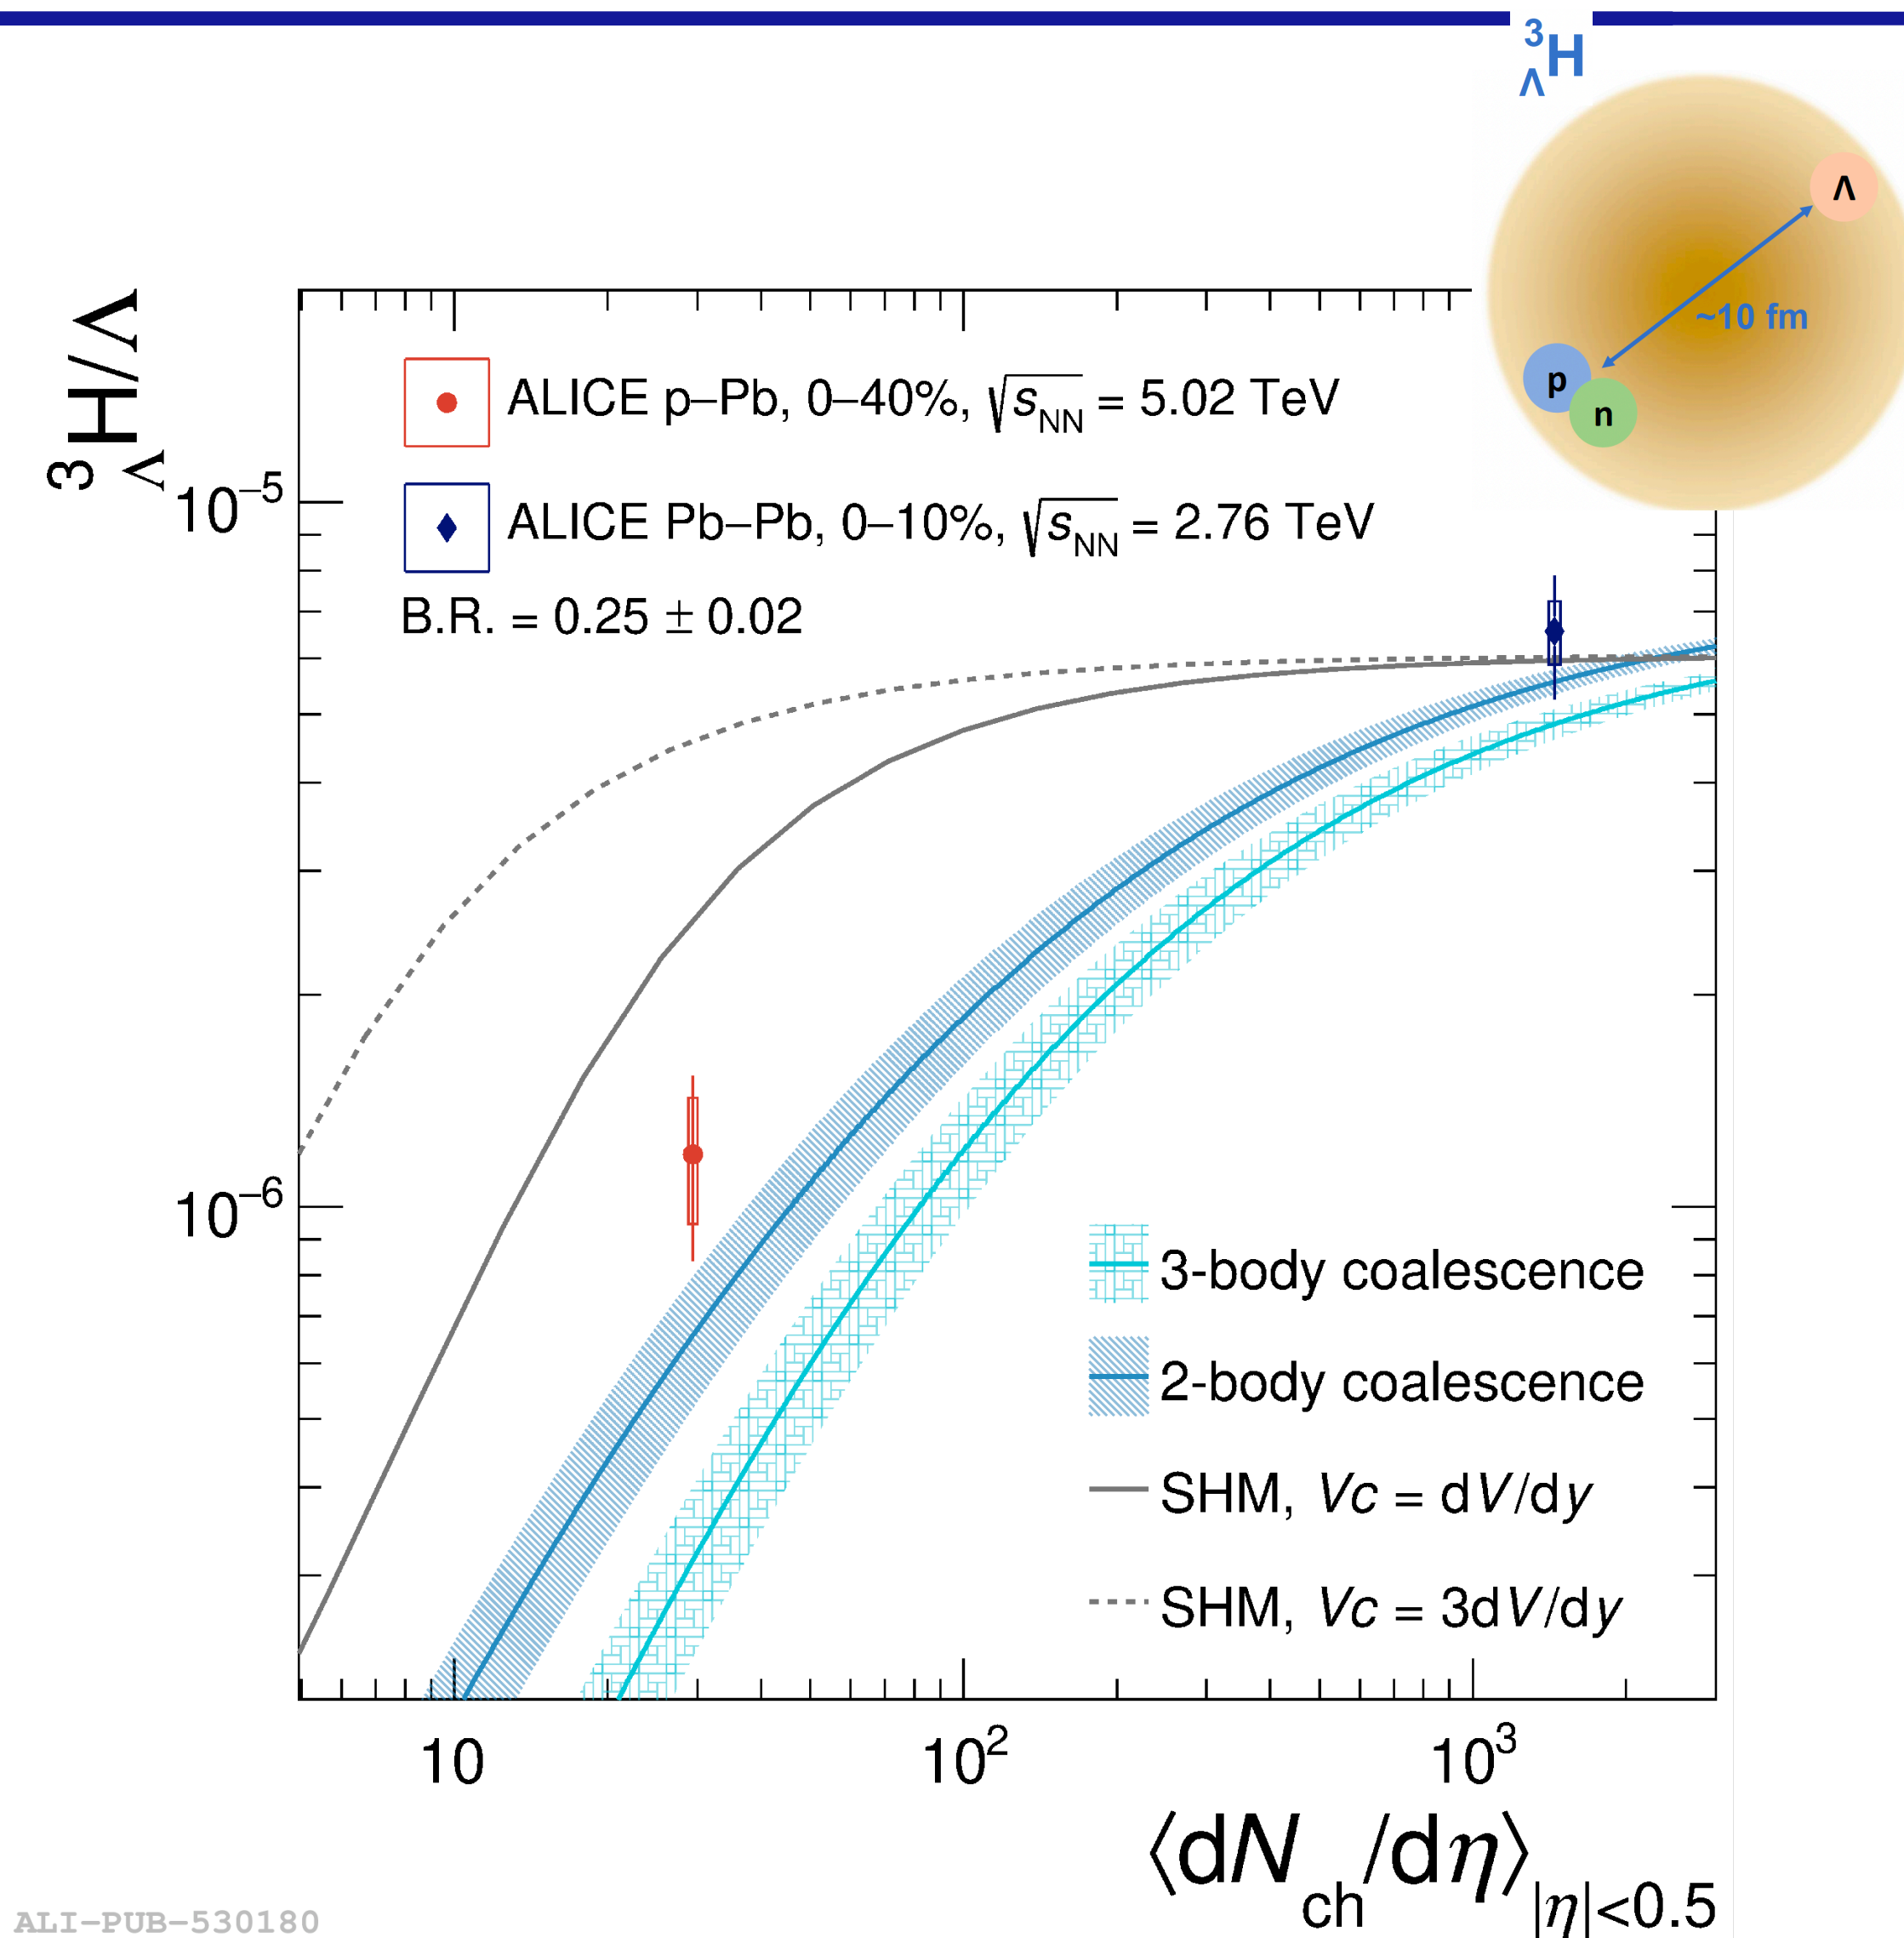 ³ΛH
Λ
~10 fm
p
n
³ΛH/Λ
ALICE p–Pb, 0–40%, √sNN = 5.02 TeV
ALICE Pb–Pb, 0–10%, √sNN = 2.76 TeV
B.R. = 0.25 ± 0.02
10⁻⁵
10⁻⁶
3-body coalescence
2-body coalescence
SHM, Vc = dV/dy
SHM, Vc = 3dV/dy
10 10² 10³
⟨dNch/dη⟩|η|<0.5
ALI-PUB-530180